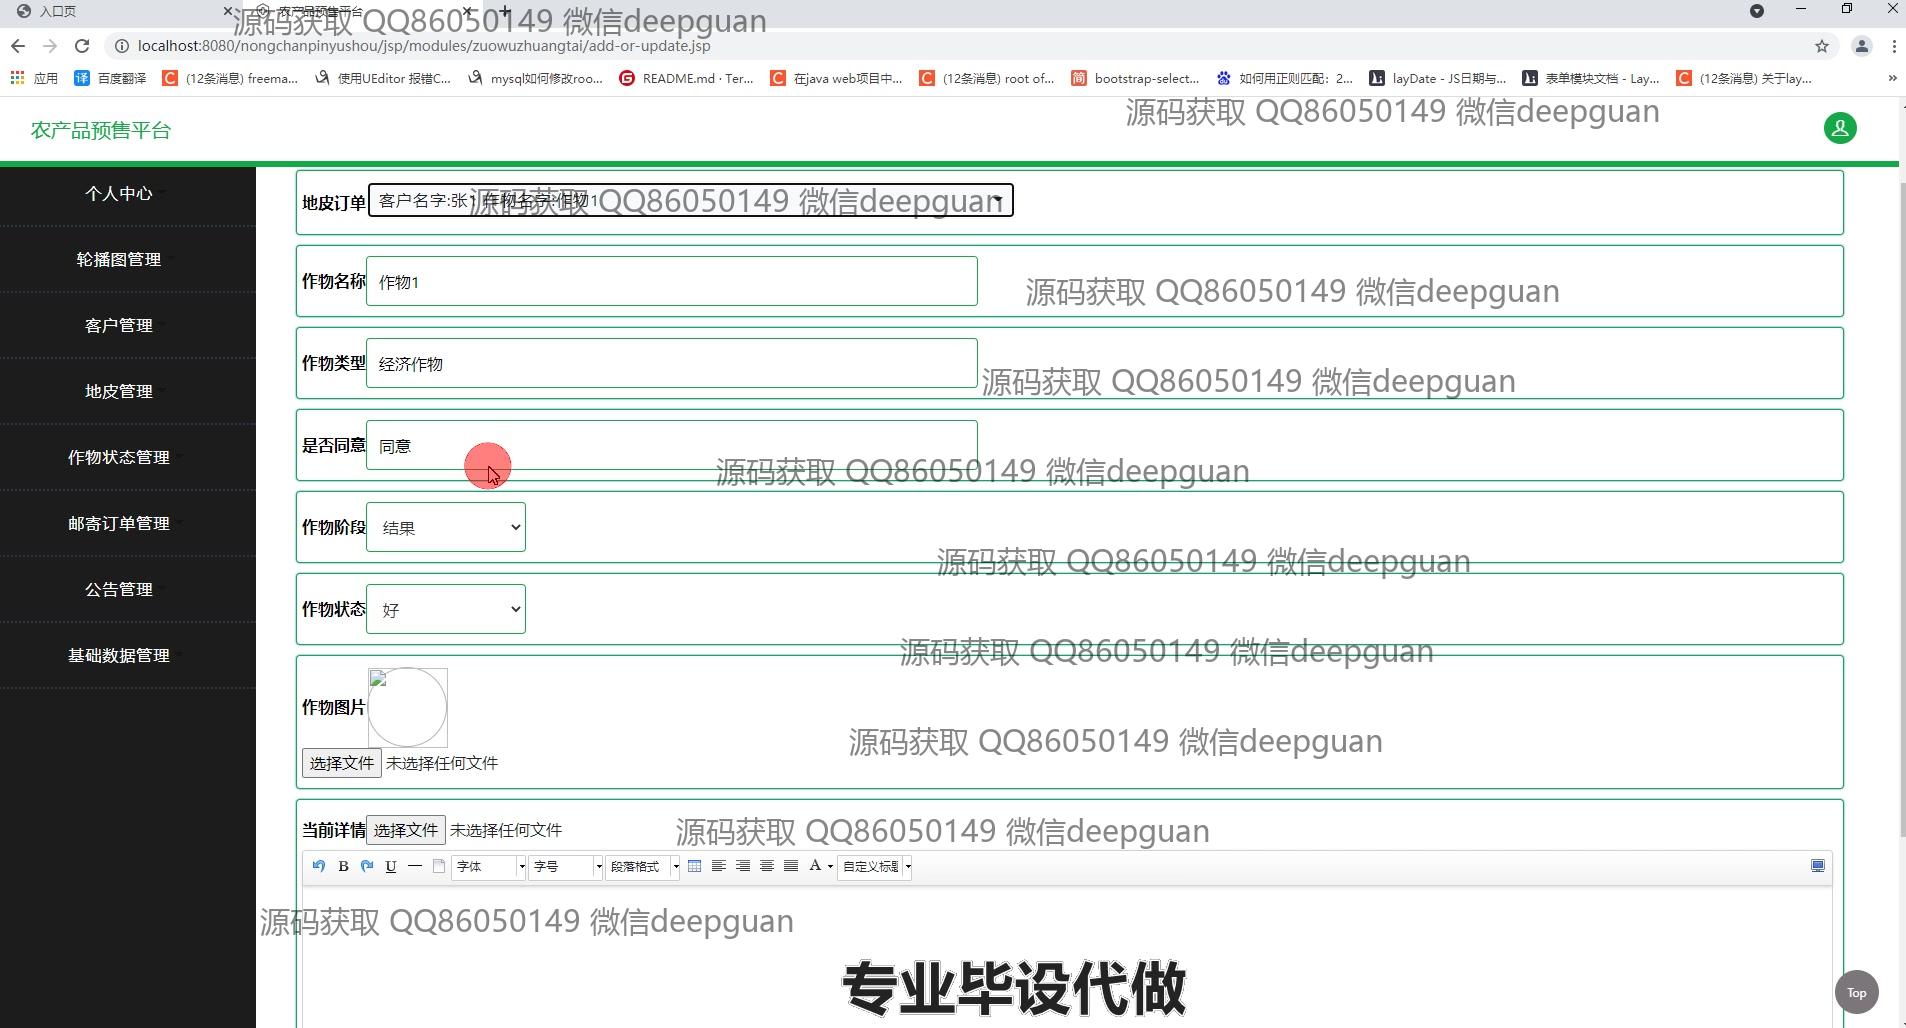 入口页
农产品预售平台
源码获取 QQ86050149 微信deepguan
localhost:8080/nongchanpinyushou/jsp/modules/zuowuzhuangtai/add-or-update.jsp
应用
百度翻译
(12条消息) freema...
使用UEditor 报错C...
mysql如何修改roo...
README.md · Ter...
在java web项目中...
(12条消息) root of...
bootstrap-select...
如何用正则匹配：2...
layDate - JS日期与...
表单模块文档 - Lay...
(12条消息) 关于lay...
源码获取 QQ86050149 微信deepguan
农产品预售平台
个人中心
轮播图管理
客户管理
地皮管理
作物状态管理
邮寄订单管理
公告管理
基础数据管理
地皮订单
客户名字:张1 作物名字:作物1
源码获取 QQ86050149 微信deepguan
作物名称
作物1
源码获取 QQ86050149 微信deepguan
作物类型
经济作物
源码获取 QQ86050149 微信deepguan
是否同意
同意
源码获取 QQ86050149 微信deepguan
作物阶段
结果
源码获取 QQ86050149 微信deepguan
作物状态
好
源码获取 QQ86050149 微信deepguan
作物图片
源码获取 QQ86050149 微信deepguan
选择文件 未选择任何文件
当前详情 选择文件 未选择任何文件
源码获取 QQ86050149 微信deepguan
B U 字体 字号 段落格式 A 自定义标题
源码获取 QQ86050149 微信deepguan
专业毕设代做
Top